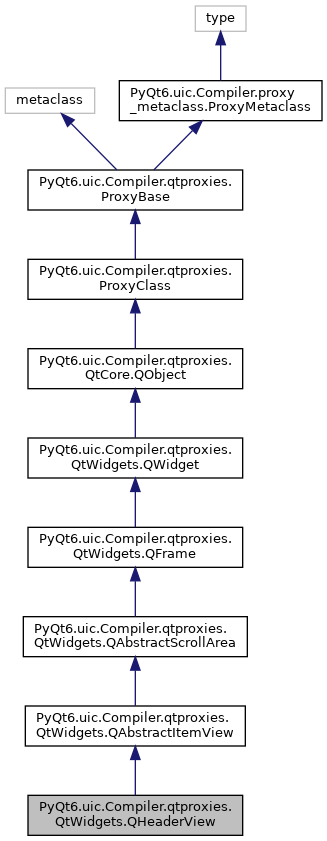 type
metaclass
PyQt6.uic.Compiler.proxy
_metaclass.ProxyMetaclass
PyQt6.uic.Compiler.qtproxies.
ProxyBase
PyQt6.uic.Compiler.qtproxies.
ProxyClass
PyQt6.uic.Compiler.qtproxies.
QtCore.QObject
PyQt6.uic.Compiler.qtproxies.
QtWidgets.QWidget
PyQt6.uic.Compiler.qtproxies.
QtWidgets.QFrame
PyQt6.uic.Compiler.qtproxies.
QtWidgets.QAbstractScrollArea
PyQt6.uic.Compiler.qtproxies.
QtWidgets.QAbstractItemView
PyQt6.uic.Compiler.qtproxies.
QtWidgets.QHeaderView